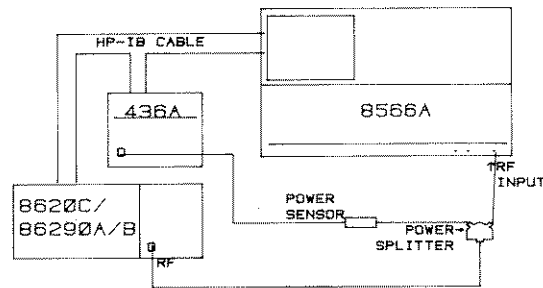 HP-IB CABLE
436A
8566A
RF
INPUT
POWER
SENSOR
8620C/
86290A/B
POWER
SPLITTER
RF